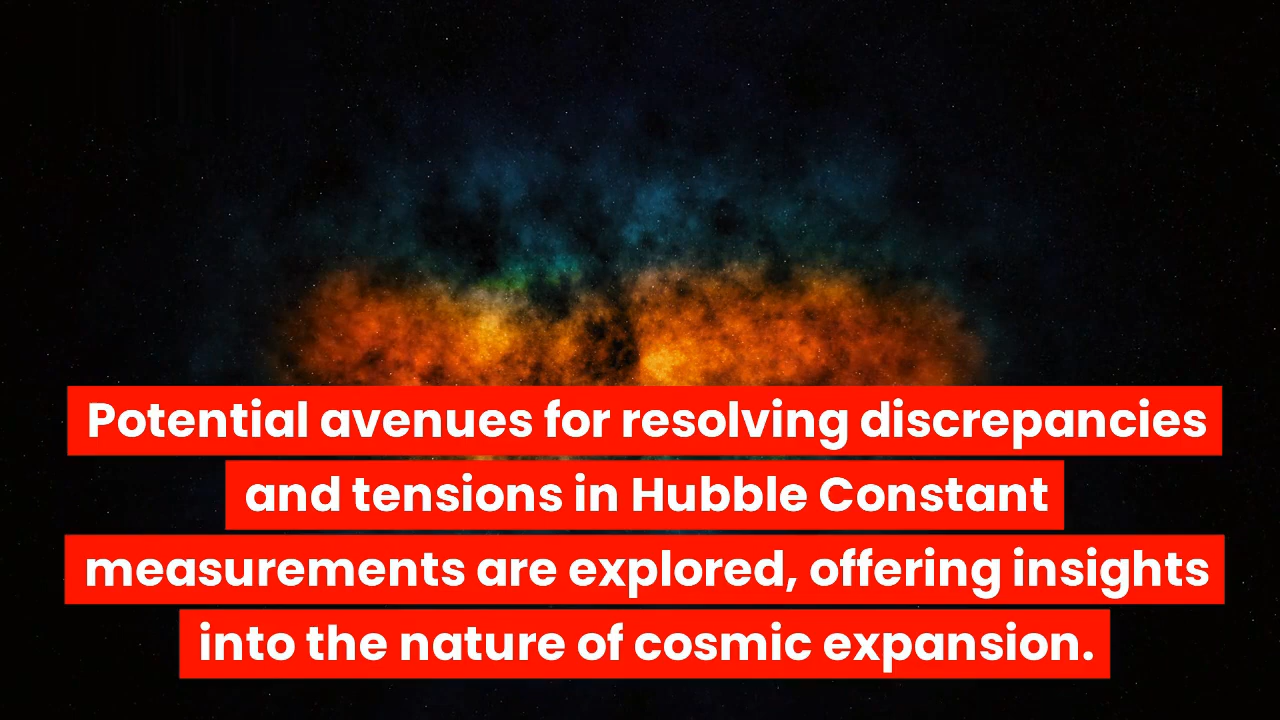 Potential avenues for resolving discrepancies
and tensions in Hubble Constant
measurements are explored, offering insights
into the nature of cosmic expansion.